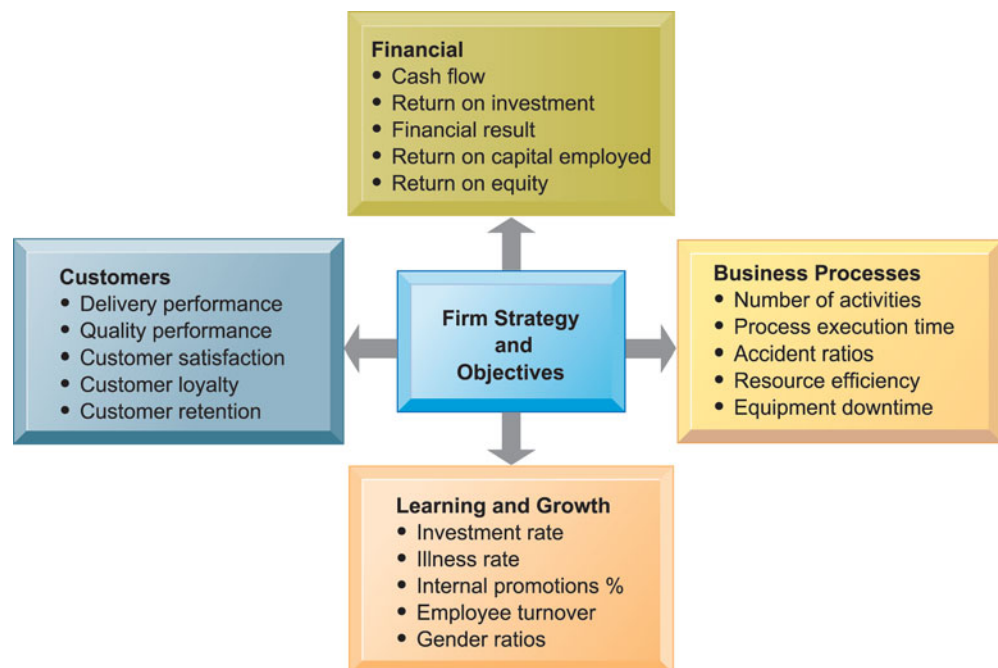 Financial
• Cash flow
• Return on investment
• Financial result
• Return on capital employed
• Return on equity
Customers
• Delivery performance
• Quality performance
• Customer satisfaction
• Customer loyalty
• Customer retention
Firm Strategy
and
Objectives
Business Processes
• Number of activities
• Process execution time
• Accident ratios
• Resource efficiency
• Equipment downtime
Learning and Growth
• Investment rate
• Illness rate
• Internal promotions %
• Employee turnover
• Gender ratios